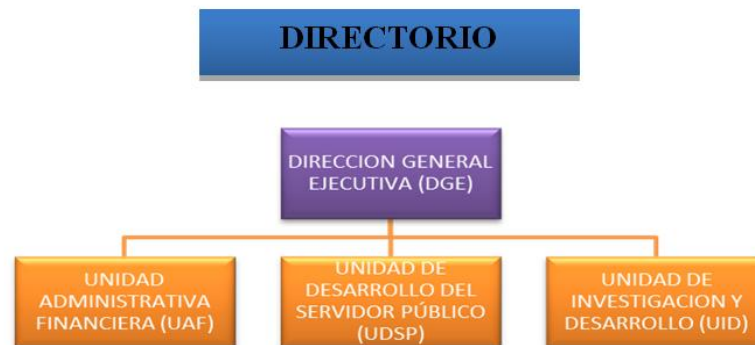 DIRECTORIO
DIRECCION GENERAL
EJECUTIVA (DGE)
UNIDAD
ADMINISTRATIVA
FINANCIERA (UAF)
UNIDAD DE
DESARROLLO DEL
SERVIDOR PÚBLICO
(UDSP)
UNIDAD DE
INVESTIGACION Y
DESARROLLO (UID)